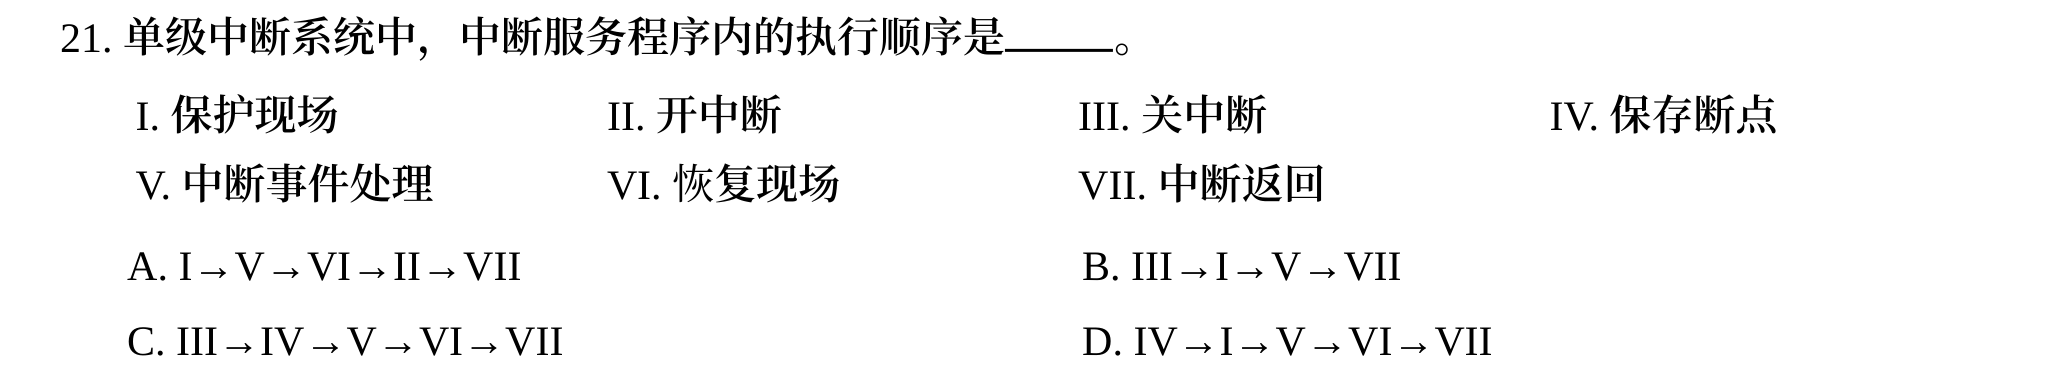 21. 单级中断系统中，中断服务程序内的执行顺序是_____。
I. 保护现场 II. 开中断 III. 关中断 IV. 保存断点
V. 中断事件处理 VI. 恢复现场 VII. 中断返回
A. I→V→VI→II→VII B. III→I→V→VII
C. III→IV→V→VI→VII D. IV→I→V→VI→VII